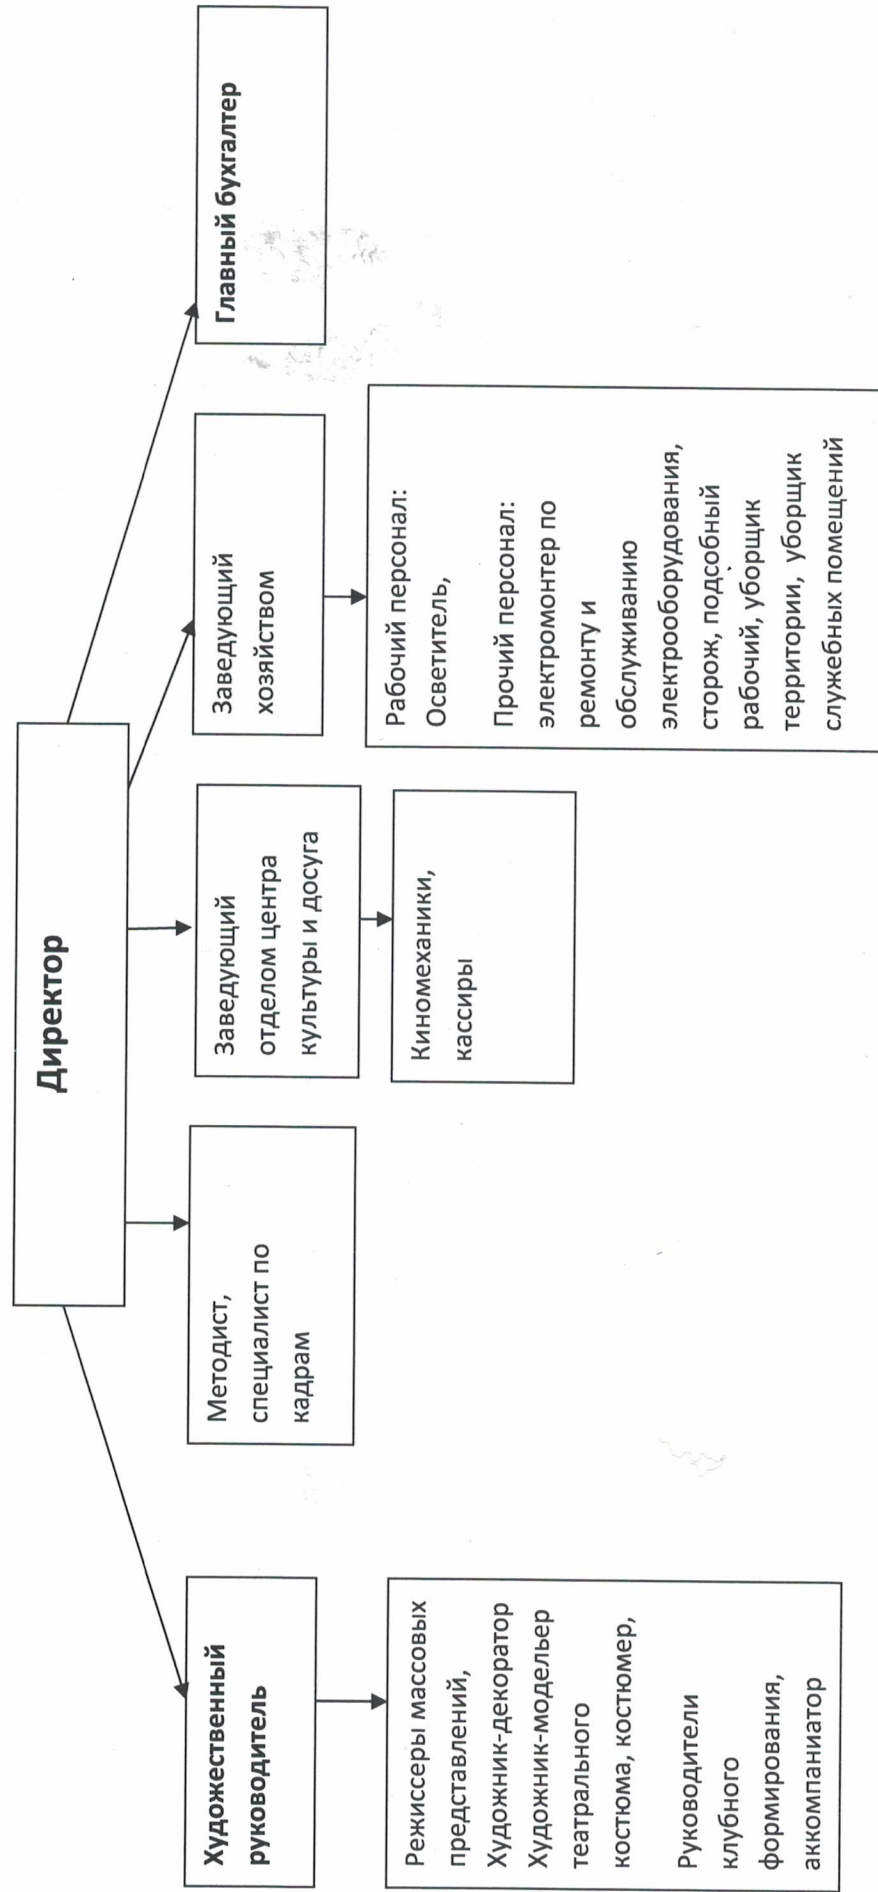 Директор
Художественный
руководитель
Методист,
специалист по
кадрам
Заведующий
отделом центра
культуры и досуга
Заведующий
хозяйством
Главный бухгалтер
Режиссеры массовых
представлений,
Художник-декоратор
Художник-модельер
театрального
костюма, костюмер,
Руководители
клубного
формирования,
аккомпаниатор
Киномеханики,
кассиры
Рабочий персонал:
Осветитель,
Прочий персонал:
электромонтер по
ремонту и
обслуживанию
электрооборудования,
сторож, подсобный
рабочий, уборщик
территории, уборщик
служебных помещений